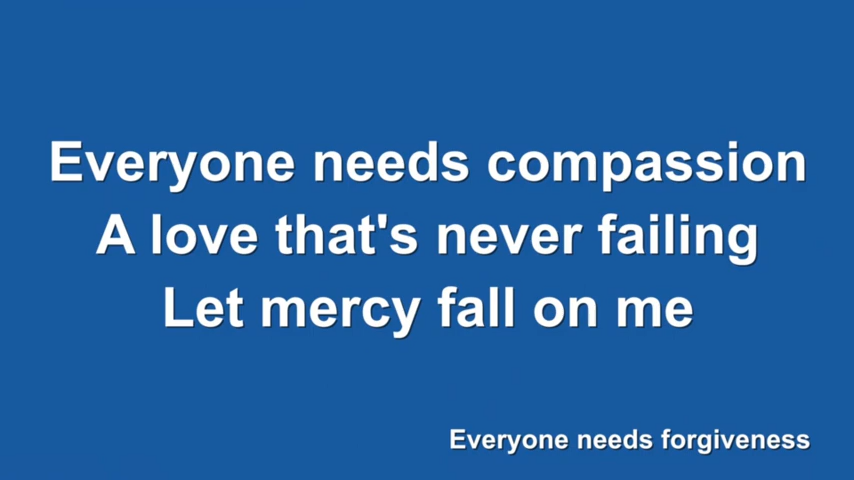 Everyone needs compassion
A love that's never failing
Let mercy fall on me
Everyone needs forgiveness